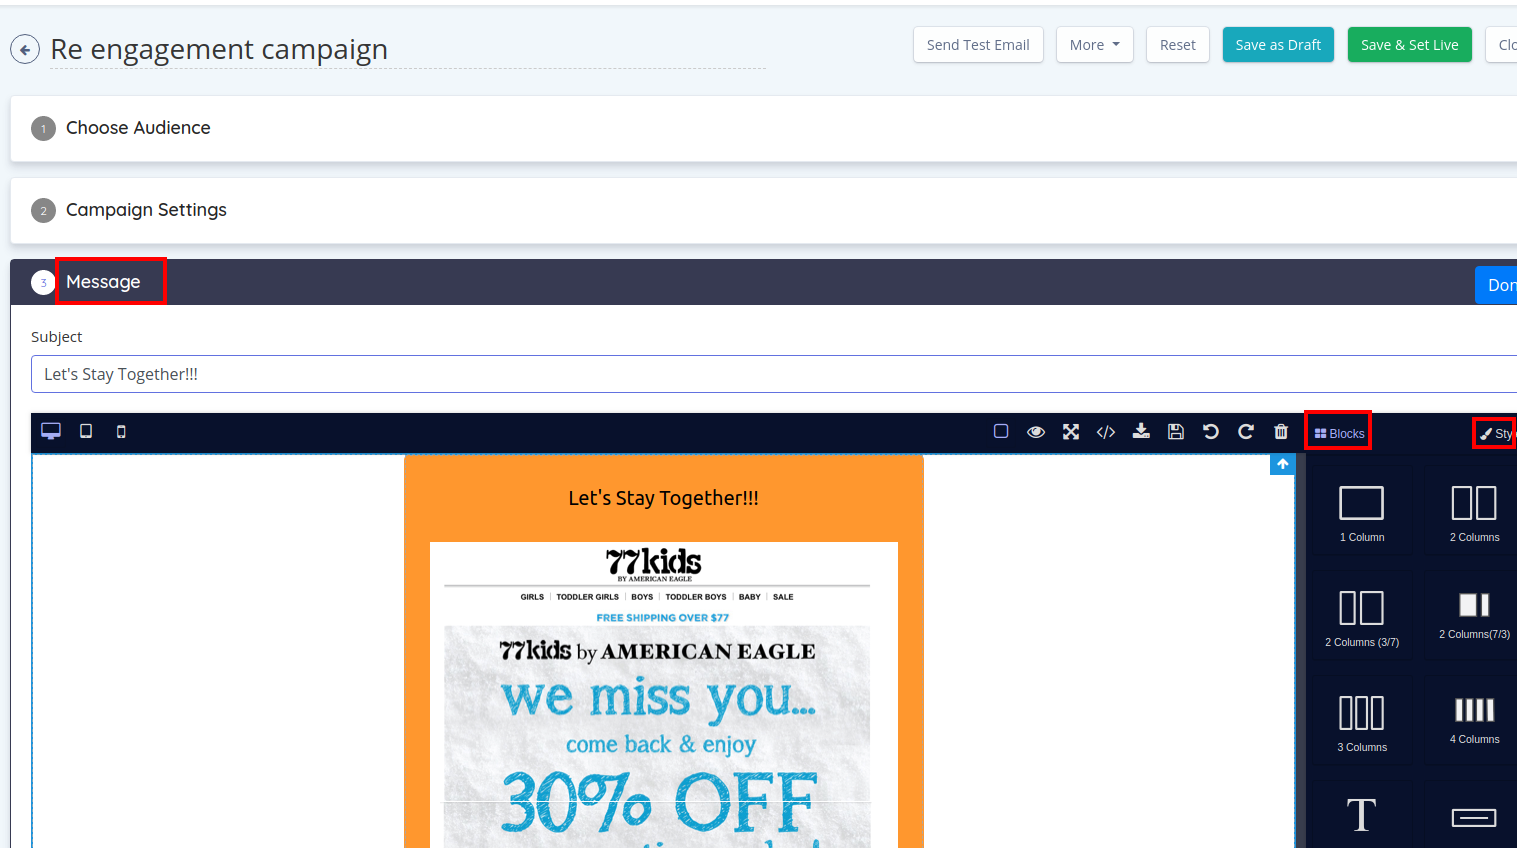 Re engagement campaign
Send Test Email
More
Reset
Save as Draft
Save & Set Live
Clo
1 Choose Audience
2 Campaign Settings
3 Message
Don
Subject
Let's Stay Together!!!
Blocks
Sty
Let's Stay Together!!!
77kids
BY AMERICAN EAGLE
GIRLS | TODDLER GIRLS | BOYS | TODDLER BOYS | BABY | SALE
FREE SHIPPING OVER $77
77kids by AMERICAN EAGLE
we miss you...
come back & enjoy
30% OFF
1 Column
2 Columns
2 Columns (3/7)
2 Columns(7/3)
3 Columns
4 Columns